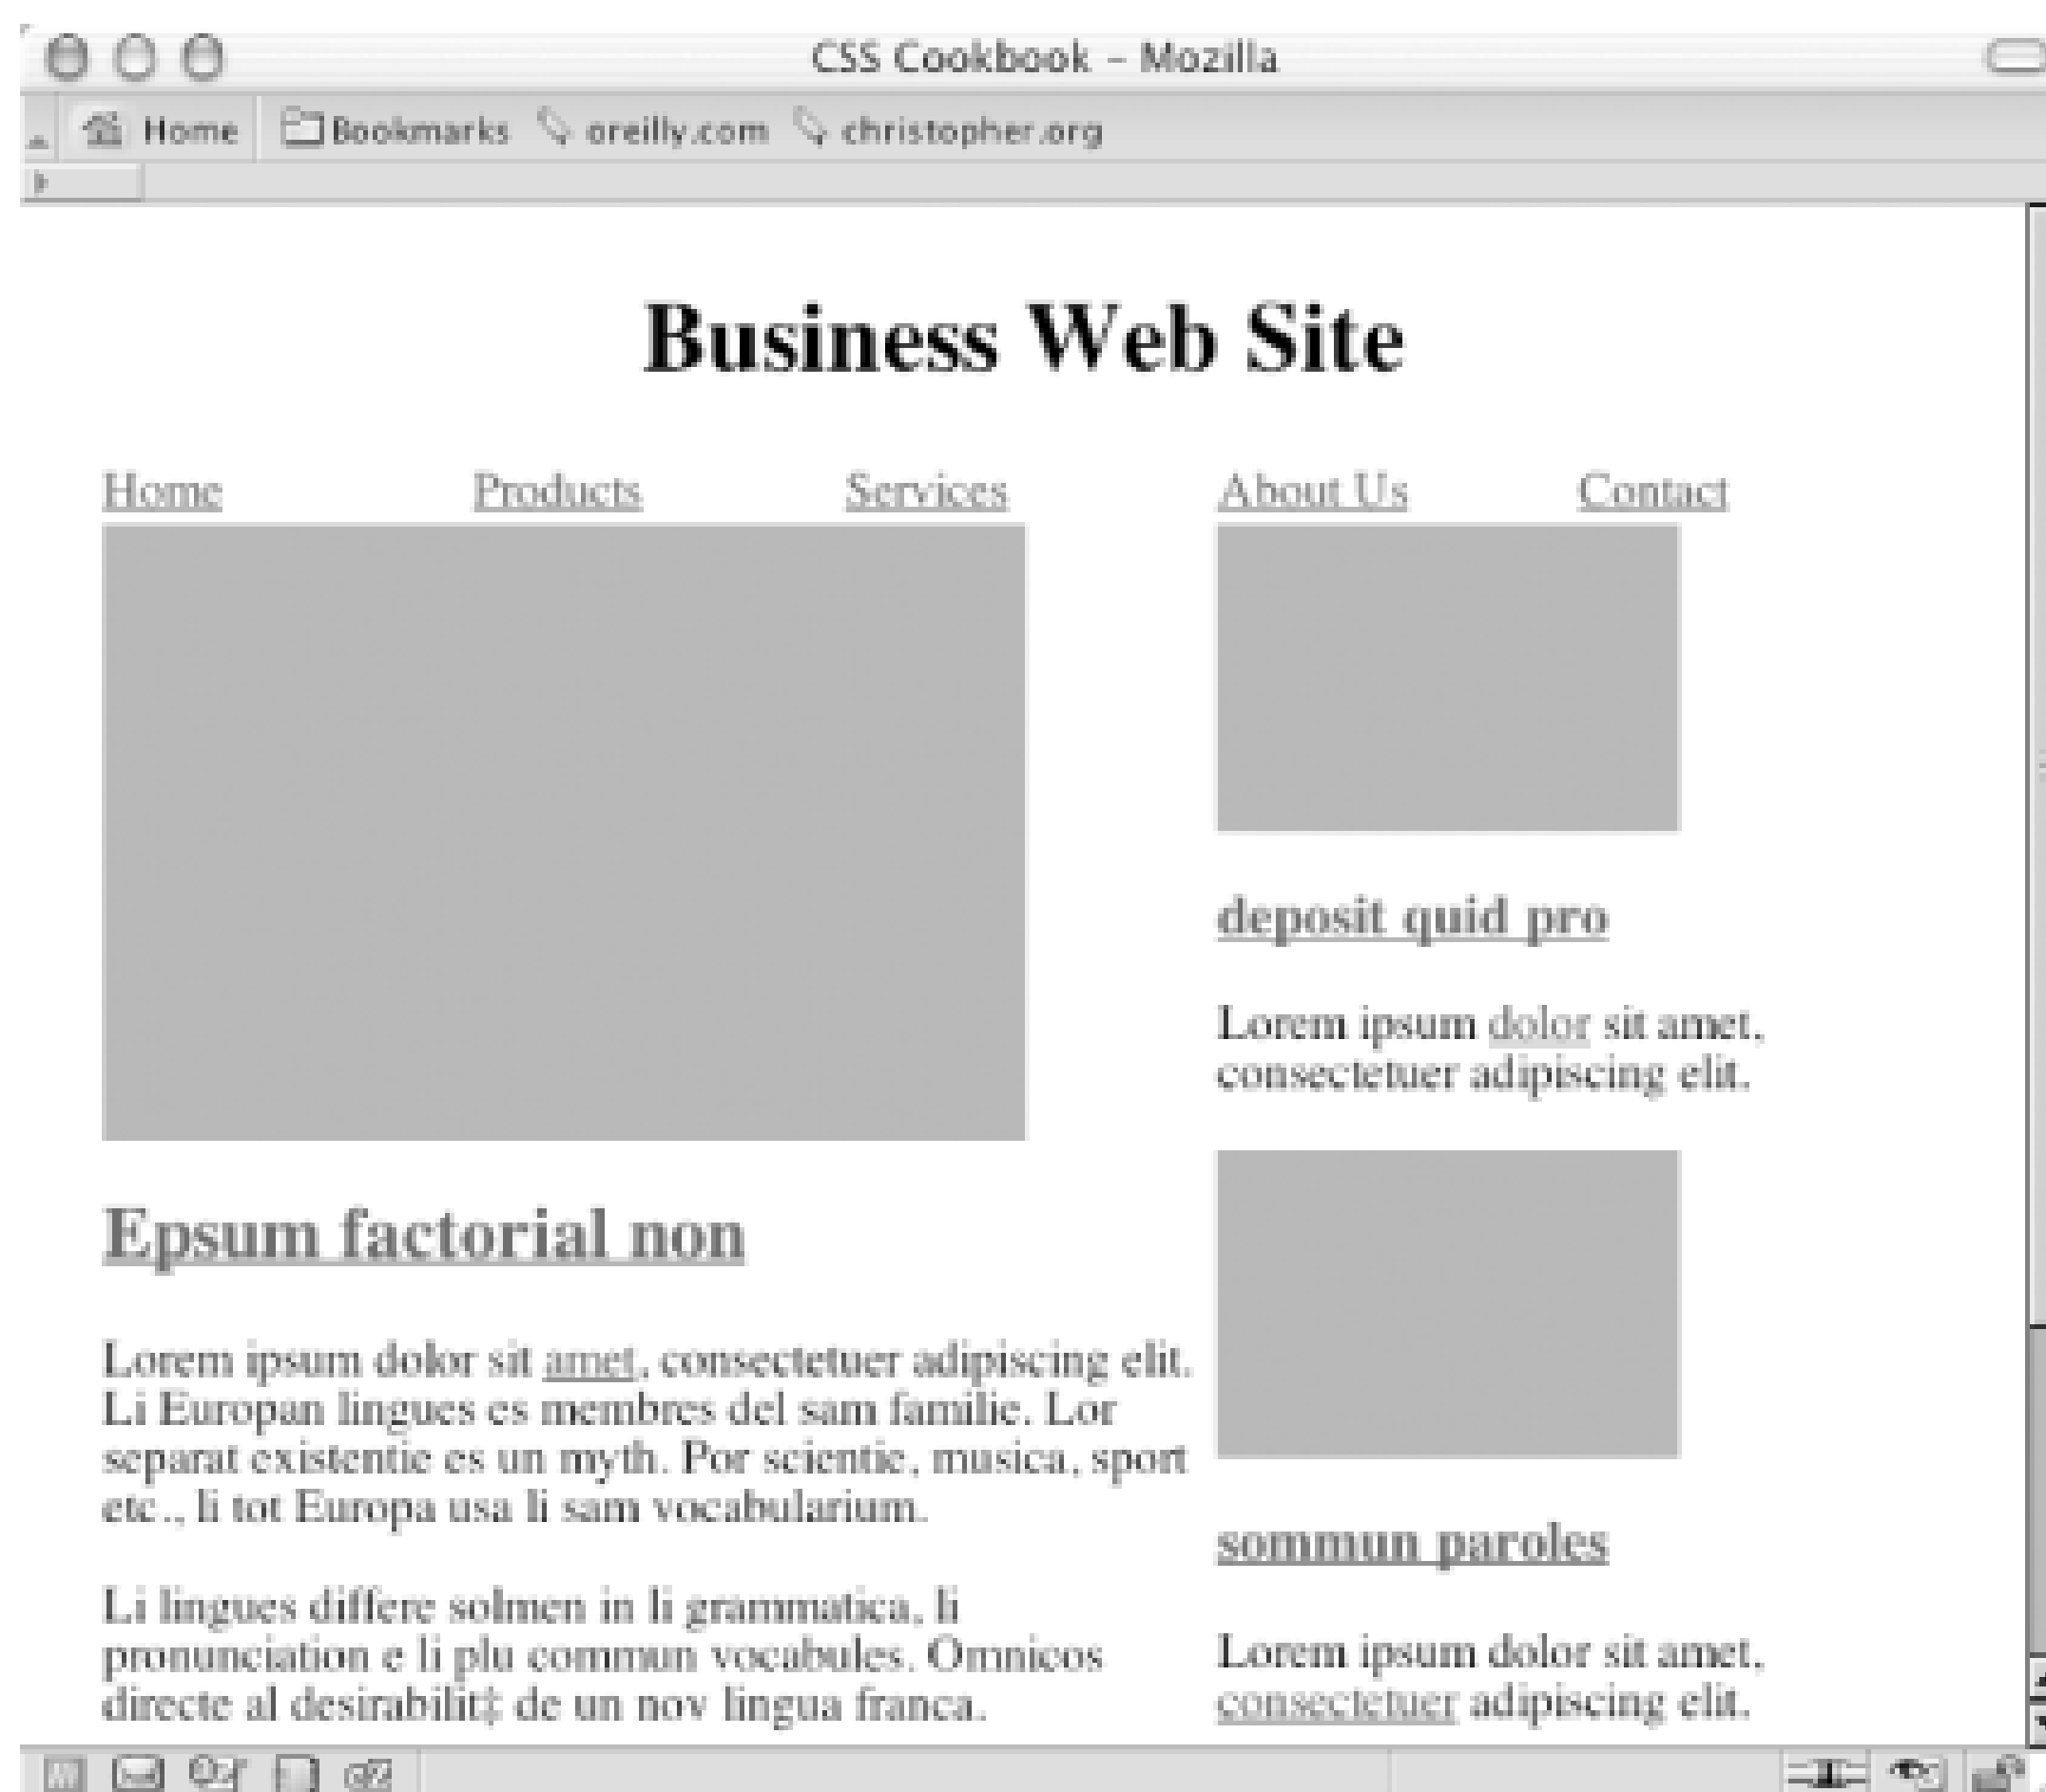 CSS Cookbook – Mozilla
Home Bookmarks oreilly.com christopher.org
Business Web Site
Home Products Services About Us Contact
Epsum factorial non
Lorem ipsum dolor sit amet, consectetuer adipiscing elit.
Li Europan lingues es membres del sam familie. Lor
separat existentie es un myth. Por scientie, musica, sport
etc., li tot Europa usa li sam vocabularium.
Li lingues differe solmen in li grammatica, li
pronunciation e li plu commun vocabules. Omnicos
directe al desirabilit‡ de un nov lingua franca.
deposit quid pro
Lorem ipsum dolor sit amet,
consectetuer adipiscing elit.
sommun paroles
Lorem ipsum dolor sit amet,
consectetuer adipiscing elit.